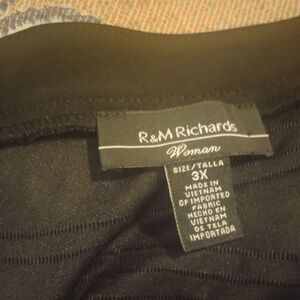 R&M Richards
Woman
SIZE/TALLA
3X
MADE IN
VIETNAM
OF IMPORTED
FABRIC
HECHO EN
VIETNAM
DE TELA
IMPORTADA